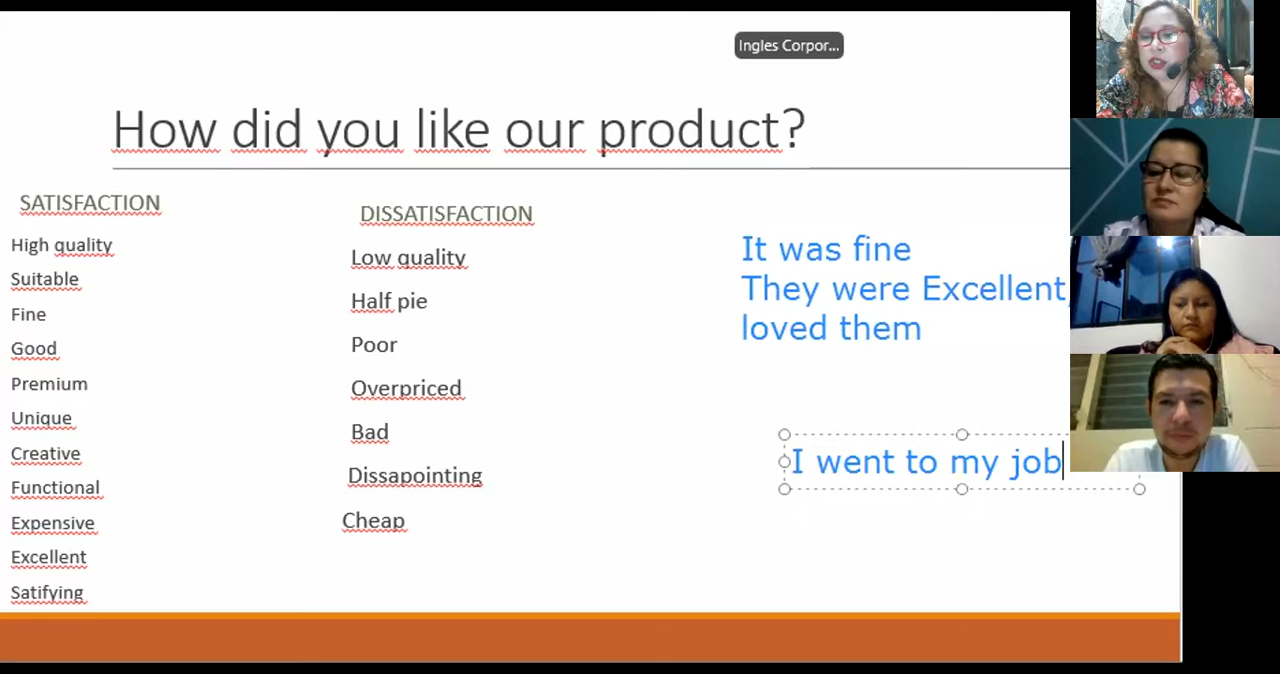 Ingles Corpor...
How did you like our product?
SATISFACTION
High quality
Suitable
Fine
Good
Premium
Unique
Creative
Functional
Expensive
Excellent
Satifying
DISSATISFACTION
Low quality
Half pie
Poor
Overpriced
Bad
Dissapointing
Cheap
It was fine
They were Excellent,
loved them
I went to my job